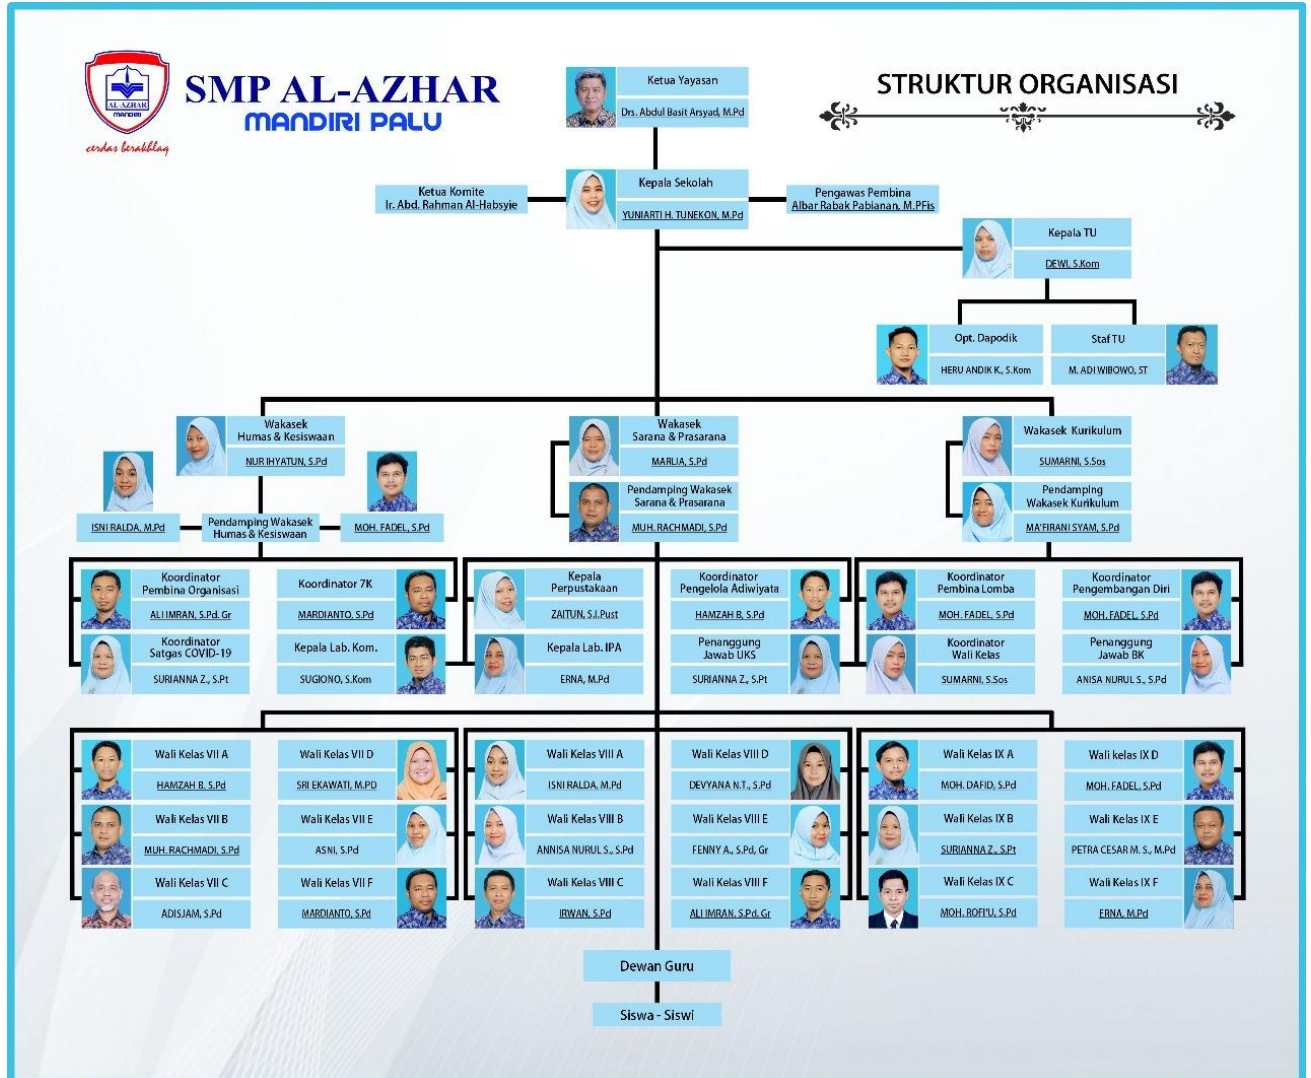 AL-AZHAR
MANDIRI
cerdas berakhlaq
SMP AL-AZHAR
MANDIRI PALU
STRUKTUR ORGANISASI
Ketua Yayasan
Drs. Abdul Basit Arsyad, M.Pd
Ketua Komite
Ir. Abd. Rahman Al-Habsyie
Kepala Sekolah
YUNIARTI H. TUNEKON, M.Pd
Pengawas Pembina
Albar Rabak Pabianan, M.PFis
Kepala TU
DEWI, S.Kom
Opt. Dapodik
HERU ANDIK K., S.Kom
Staf TU
M. ADI WIBOWO, ST
Wakasek
Humas & Kesiswaan
NUR IHYATUN, S.Pd
ISNI RALDA, M.Pd
Pendamping Wakasek
Humas & Kesiswaan
MOH. FADEL, S.Pd
Wakasek
Sarana & Prasarana
MARLIA, S.Pd
Pendamping Wakasek
Sarana & Prasarana
MUH. RACHMADI, S.Pd
Wakasek Kurikulum
SUMARNI, S.Sos
Pendamping
Wakasek Kurikulum
MA'FIRANI SYAM, S.Pd
Koordinator
Pembina Organisasi
ALI IMRAN, S.Pd. Gr
Koordinator 7K
MARDIANTO, S.Pd
Koordinator
Satgas COVID-19
SURIANNA Z., S.Pt
Kepala Lab. Kom.
SUGIONO, S.Kom
Kepala
Perpustakaan
ZAITUN, S.I.Pust
Koordinator
Pengelola Adiwiyata
HAMZAH B, S.Pd
Kepala Lab. IPA
ERNA, M.Pd
Penanggung
Jawab UKS
SURIANNA Z., S.Pt
Koordinator
Pembina Lomba
MOH. FADEL, S.Pd
Koordinator
Pengembangan Diri
MOH. FADEL, S.Pd
Koordinator
Wali Kelas
SUMARNI, S.Sos
Penanggung
Jawab BK
ANISA NURUL S., S.Pd
Wali Kelas VII A
HAMZAH B. S.Pd
Wali Kelas VII D
SRI EKAWATI, M.PD
Wali Kelas VII B
MUH. RACHMADI, S.Pd
Wali Kelas VII E
ASNI, S.Pd
Wali Kelas VII C
ADISJAM, S.Pd
Wali Kelas VII F
MARDIANTO, S.Pd
Wali Kelas VIII A
ISNI RALDA, M.Pd
Wali Kelas VIII D
DEVYANA N.T., S.Pd
Wali Kelas VIII B
ANNISA NURUL S., S.Pd
Wali Kelas VIII E
FENNY A., S.Pd, Gr
Wali Kelas VIII C
IRWAN, S.Pd
Wali Kelas VIII F
ALI IMRAN, S.Pd. Gr
Wali Kelas IX A
MOH. DAFID, S.Pd
Wali kelas IX D
MOH. FADEL, S.Pd
Wali Kelas IX B
SURIANNA Z., S.Pt
Wali Kelas IX E
PETRA CESAR M. S., M.Pd
Wali Kelas IX C
MOH. ROFI'U, S.Pd
Wali Kelas IX F
ERNA, M.Pd
Dewan Guru
Siswa - Siswi